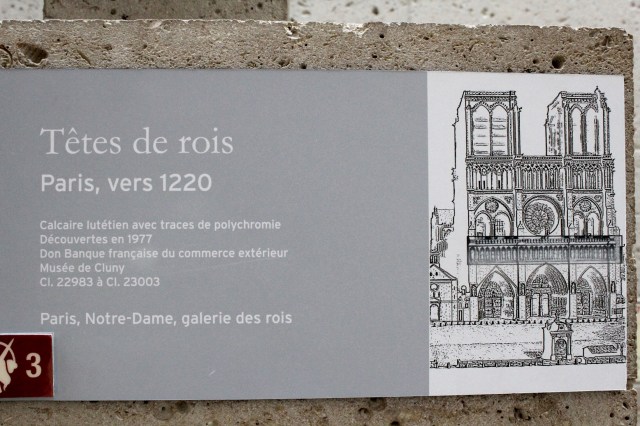 Têtes de rois
Paris, vers 1220
Calcaire lutétien avec traces de polychromie
Découvertes en 1977
Don Banque française du commerce extérieur
Musée de Cluny
Cl. 22983 à Cl. 23003
Paris, Notre-Dame, galerie des rois
3